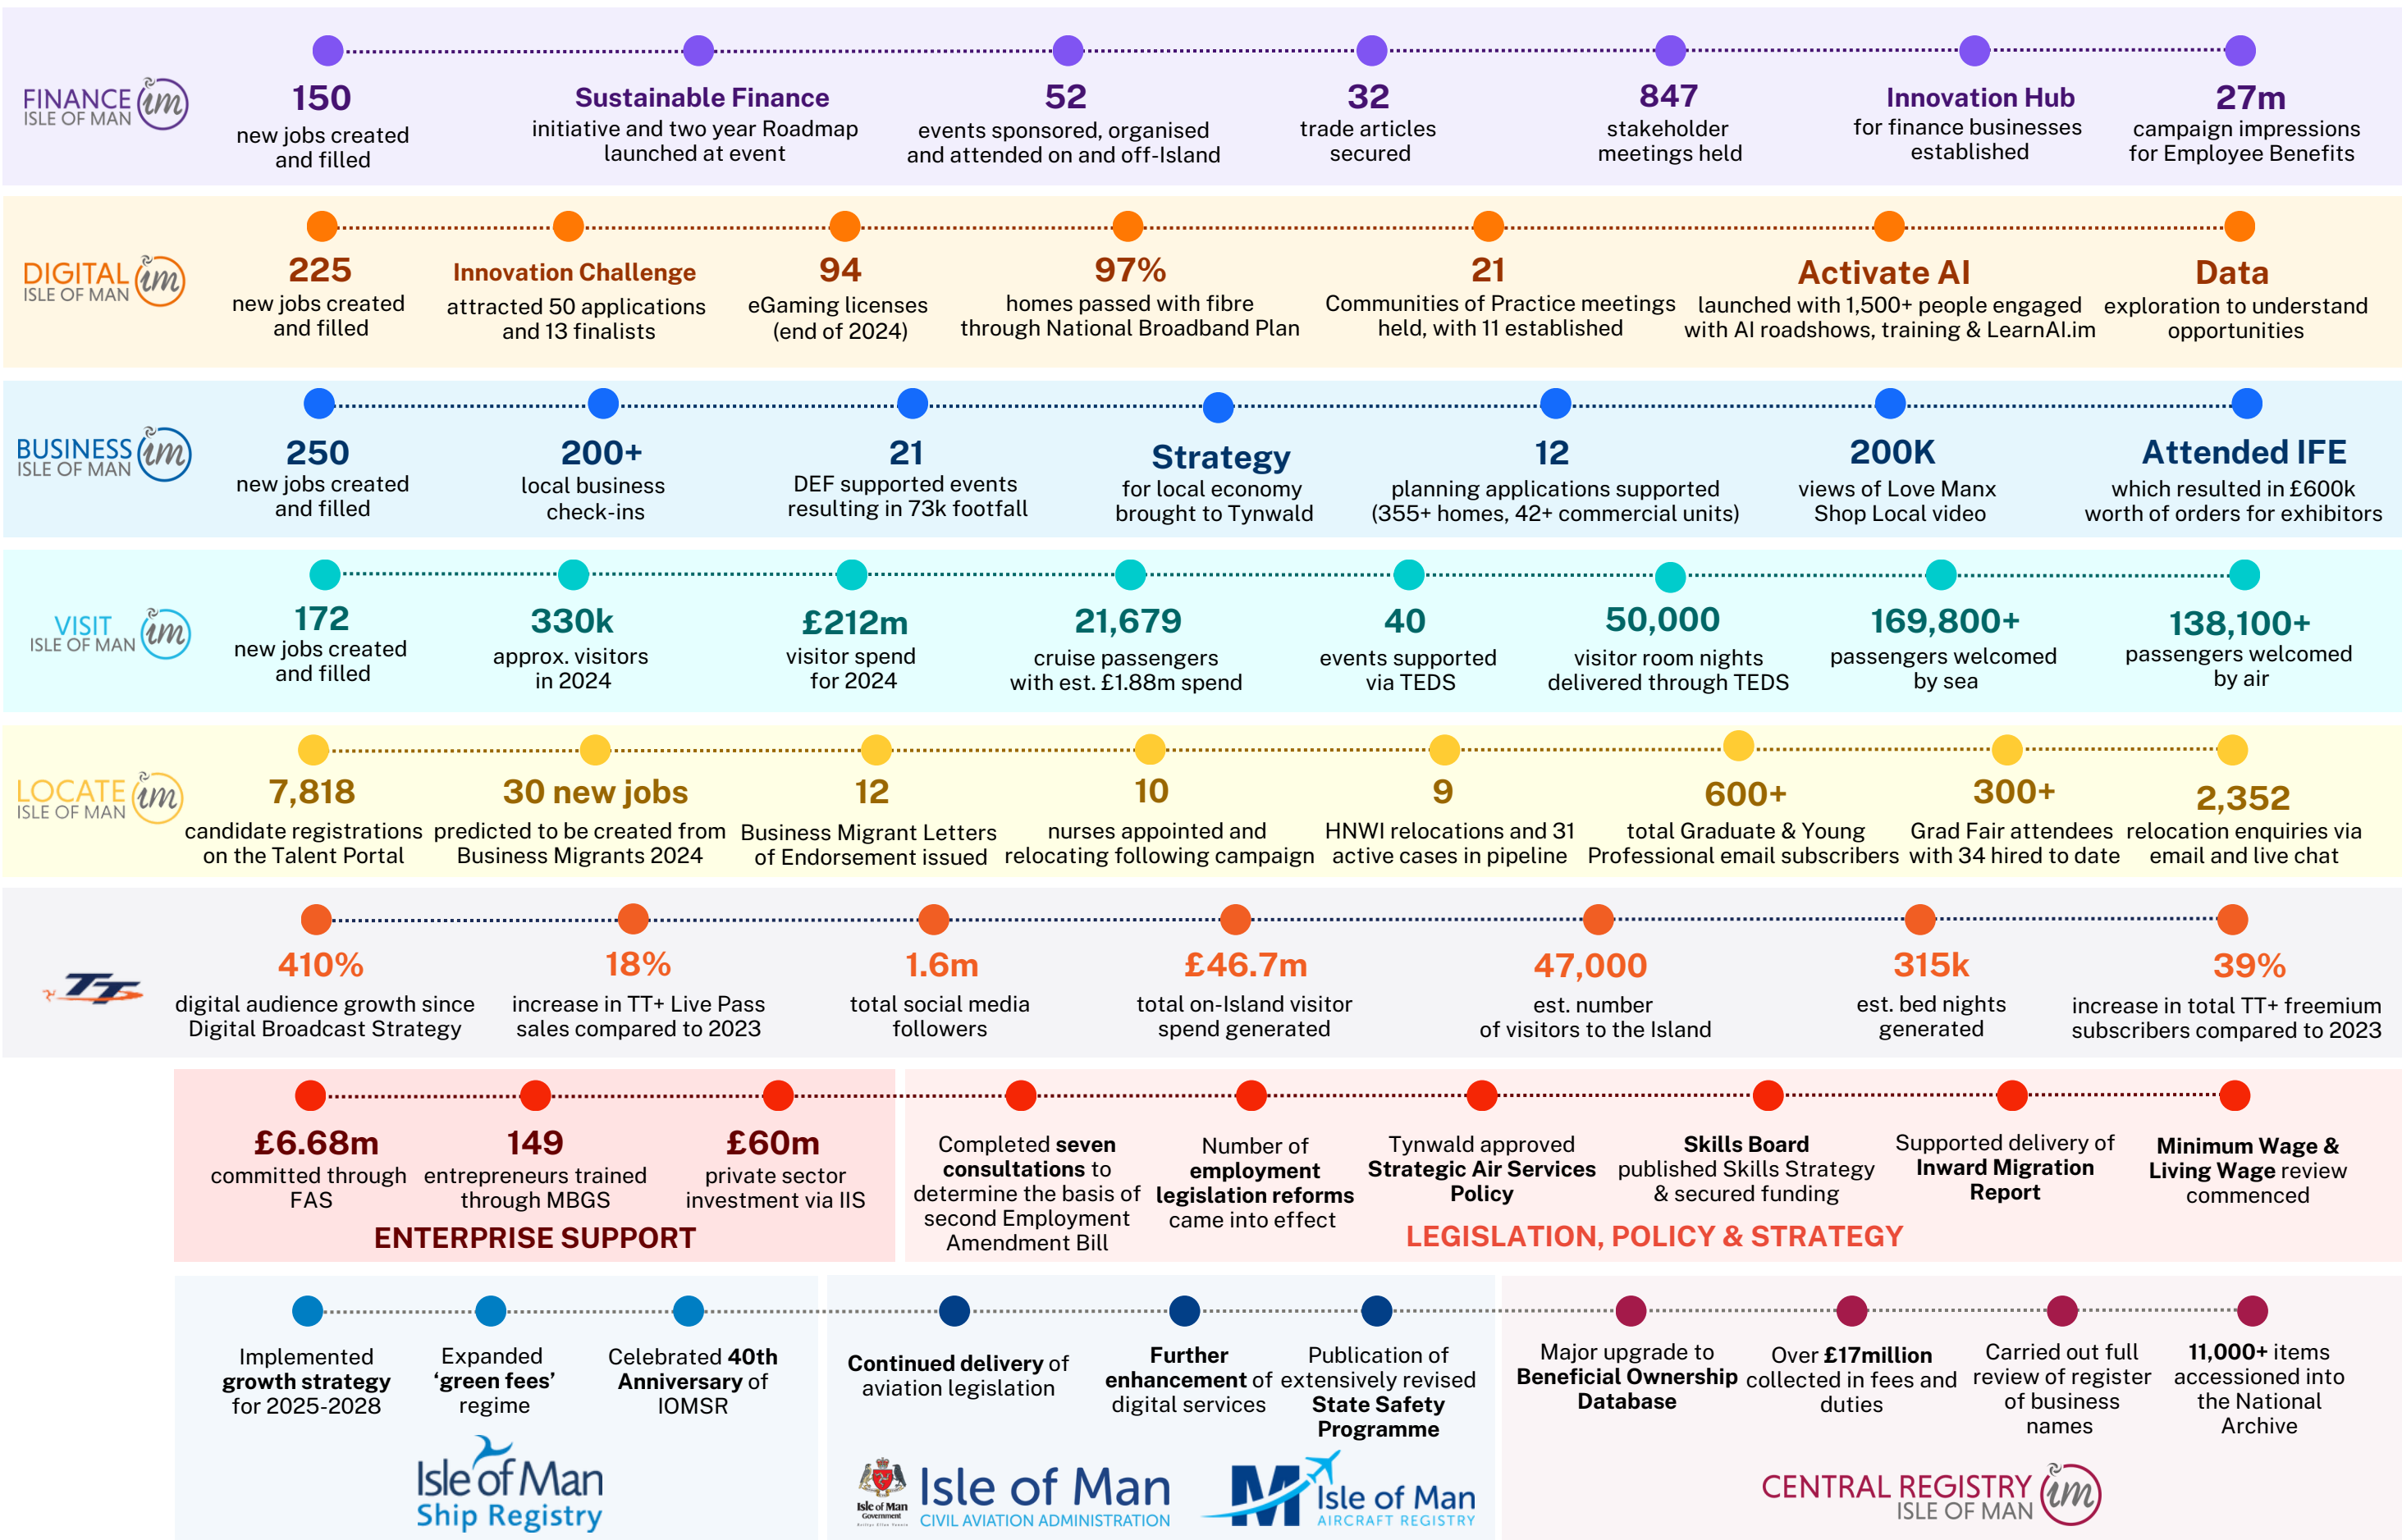 FINANCE im
ISLE OF MAN
150
new jobs created
and filled
Sustainable Finance
initiative and two year Roadmap
launched at event
52
events sponsored, organised
and attended on and off-Island
32
trade articles
secured
847
stakeholder
meetings held
Innovation Hub
for finance businesses
established
27m
campaign impressions
for Employee Benefits
DIGITAL im
ISLE OF MAN
225
new jobs created
and filled
Innovation Challenge
attracted 50 applications
and 13 finalists
94
eGaming licenses
(end of 2024)
97%
homes passed with fibre
through National Broadband Plan
21
Communities of Practice meetings
held, with 11 established
Activate AI
launched with 1,500+ people engaged
with AI roadshows, training & LearnAI.im
Data
exploration to understand
opportunities
BUSINESS im
ISLE OF MAN
250
new jobs created
and filled
200+
local business
check-ins
21
DEF supported events
resulting in 73k footfall
Strategy
for local economy
brought to Tynwald
12
planning applications supported
(355+ homes, 42+ commercial units)
200K
views of Love Manx
Shop Local video
Attended IFE
which resulted in £600k
worth of orders for exhibitors
VISIT im
ISLE OF MAN
172
new jobs created
and filled
330k
approx. visitors
in 2024
£212m
visitor spend
for 2024
21,679
cruise passengers
with est. £1.88m spend
40
events supported
via TEDS
50,000
visitor room nights
delivered through TEDS
169,800+
passengers welcomed
by sea
138,100+
passengers welcomed
by air
LOCATE im
ISLE OF MAN
7,818
candidate registrations
on the Talent Portal
30 new jobs
predicted to be created from
Business Migrants 2024
12
Business Migrant Letters
of Endorsement issued
10
nurses appointed and
relocating following campaign
9
HNWI relocations and 31
active cases in pipeline
600+
total Graduate & Young
Professional email subscribers
300+
Grad Fair attendees
with 34 hired to date
2,352
relocation enquiries via
email and live chat
TT
410%
digital audience growth since
Digital Broadcast Strategy
18%
increase in TT+ Live Pass
sales compared to 2023
1.6m
total social media
followers
£46.7m
total on-Island visitor
spend generated
47,000
est. number
of visitors to the Island
315k
est. bed nights
generated
39%
increase in total TT+ freemium
subscribers compared to 2023
£6.68m
committed through
FAS
149
entrepreneurs trained
through MBGS
£60m
private sector
investment via IIS
ENTERPRISE SUPPORT
Completed seven
consultations to
determine the basis of
second Employment
Amendment Bill
Number of
employment
legislation reforms
came into effect
Tynwald approved
Strategic Air Services
Policy
Skills Board
published Skills Strategy
& secured funding
Supported delivery of
Inward Migration
Report
Minimum Wage &
Living Wage review
commenced
LEGISLATION, POLICY & STRATEGY
Implemented
growth strategy
for 2025-2028
Expanded
‘green fees’
regime
Celebrated 40th
Anniversary of
IOMSR
Isle of Man
Ship Registry
Continued delivery of
aviation legislation
Further
enhancement of
digital services
Publication of
extensively revised
State Safety
Programme
Isle of Man
Government
Isle of Man
CIVIL AVIATION ADMINISTRATION
M
Isle of Man
AIRCRAFT REGISTRY
Major upgrade to
Beneficial Ownership
Database
Over £17million
collected in fees and
duties
Carried out full
review of register
of business
names
11,000+ items
accessioned into
the National
Archive
CENTRAL REGISTRY im
ISLE OF MAN